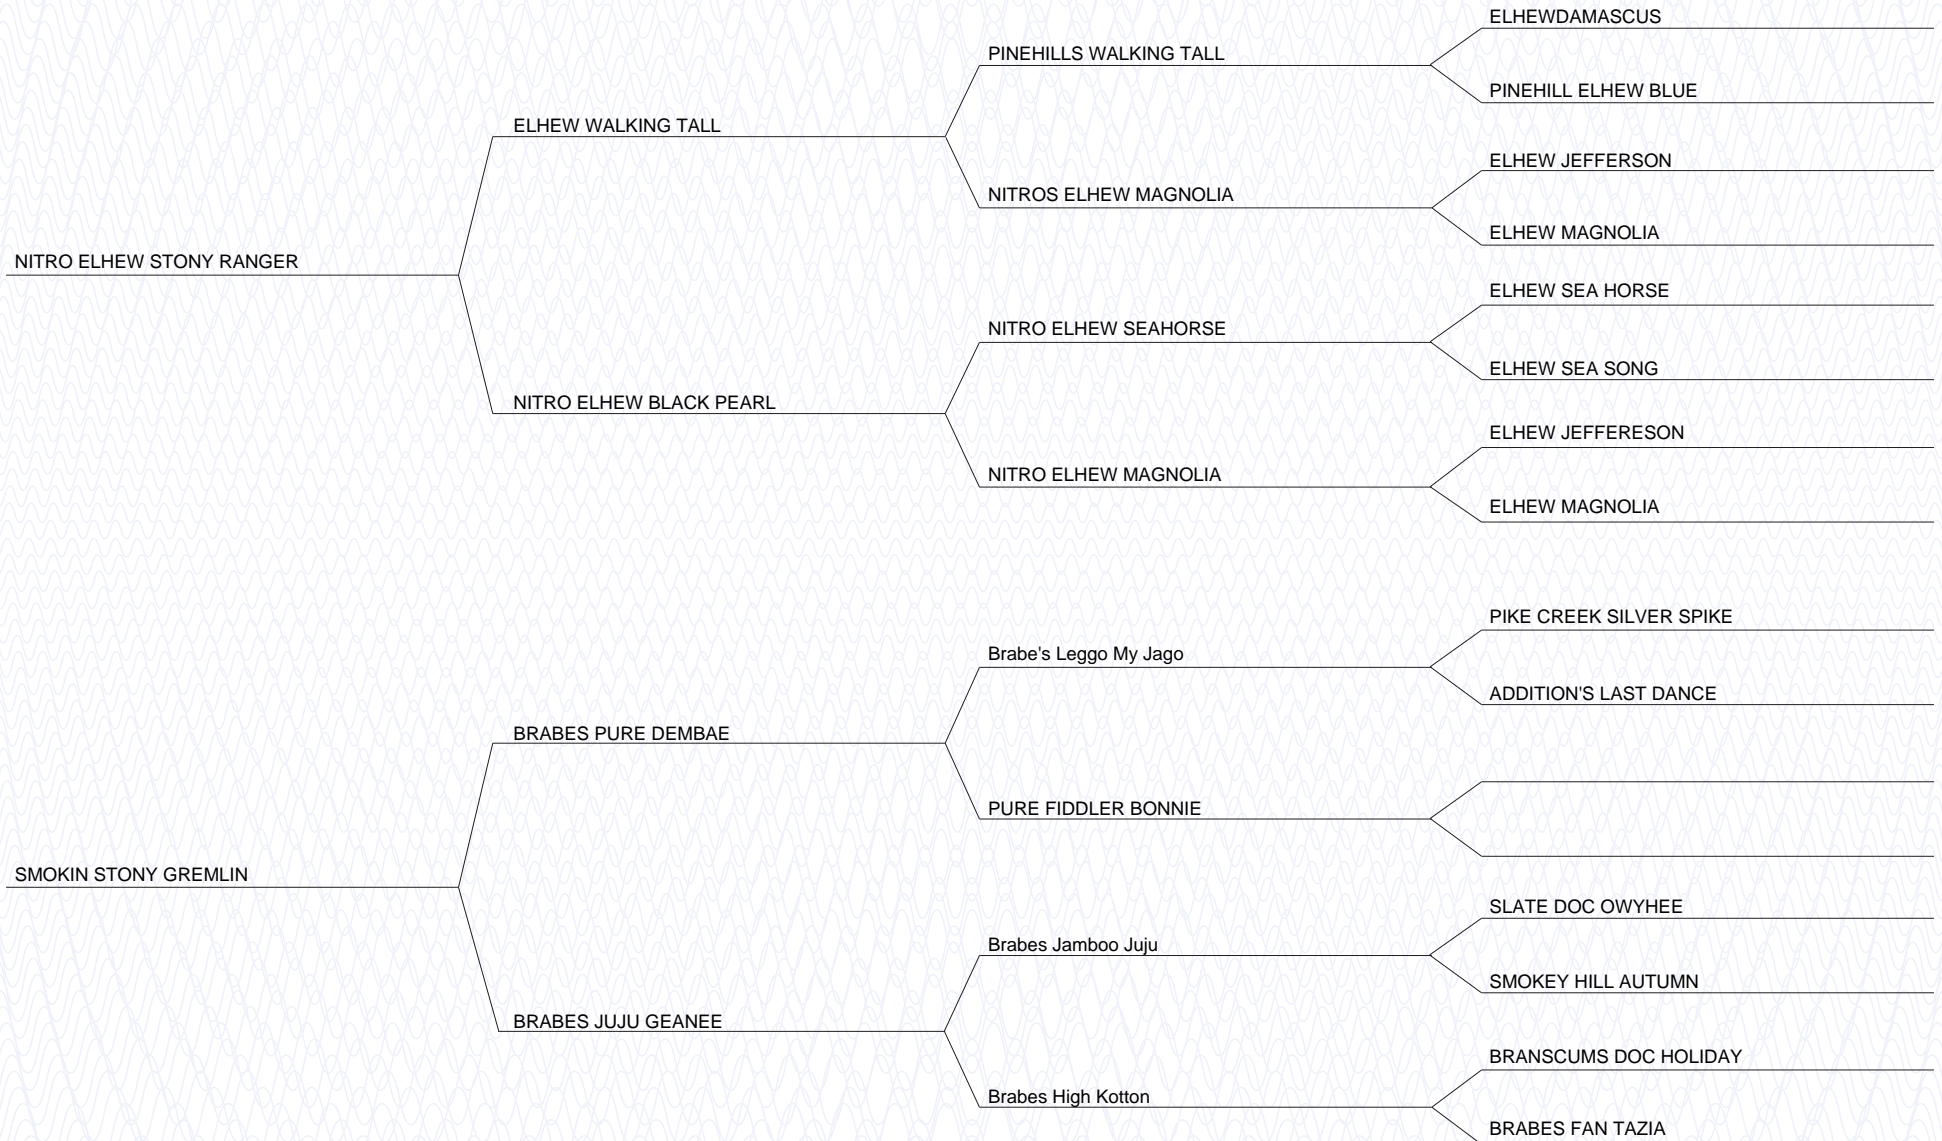 ELHEWDAMASCUS
PINEHILLS WALKING TALL
PINEHILL ELHEW BLUE
ELHEW WALKING TALL
ELHEW JEFFERSON
NITROS ELHEW MAGNOLIA
ELHEW MAGNOLIA
NITRO ELHEW STONY RANGER
ELHEW SEA HORSE
NITRO ELHEW SEAHORSE
ELHEW SEA SONG
NITRO ELHEW BLACK PEARL
ELHEW JEFFERESON
NITRO ELHEW MAGNOLIA
ELHEW MAGNOLIA
PIKE CREEK SILVER SPIKE
Brabe's Leggo My Jago
ADDITION'S LAST DANCE
BRABES PURE DEMBAE
PURE FIDDLER BONNIE
SMOKIN STONY GREMLIN
SLATE DOC OWYHEE
Brabes Jamboo Juju
SMOKEY HILL AUTUMN
BRABES JUJU GEANEE
BRANSCUMS DOC HOLIDAY
Brabes High Kotton
BRABES FAN TAZIA